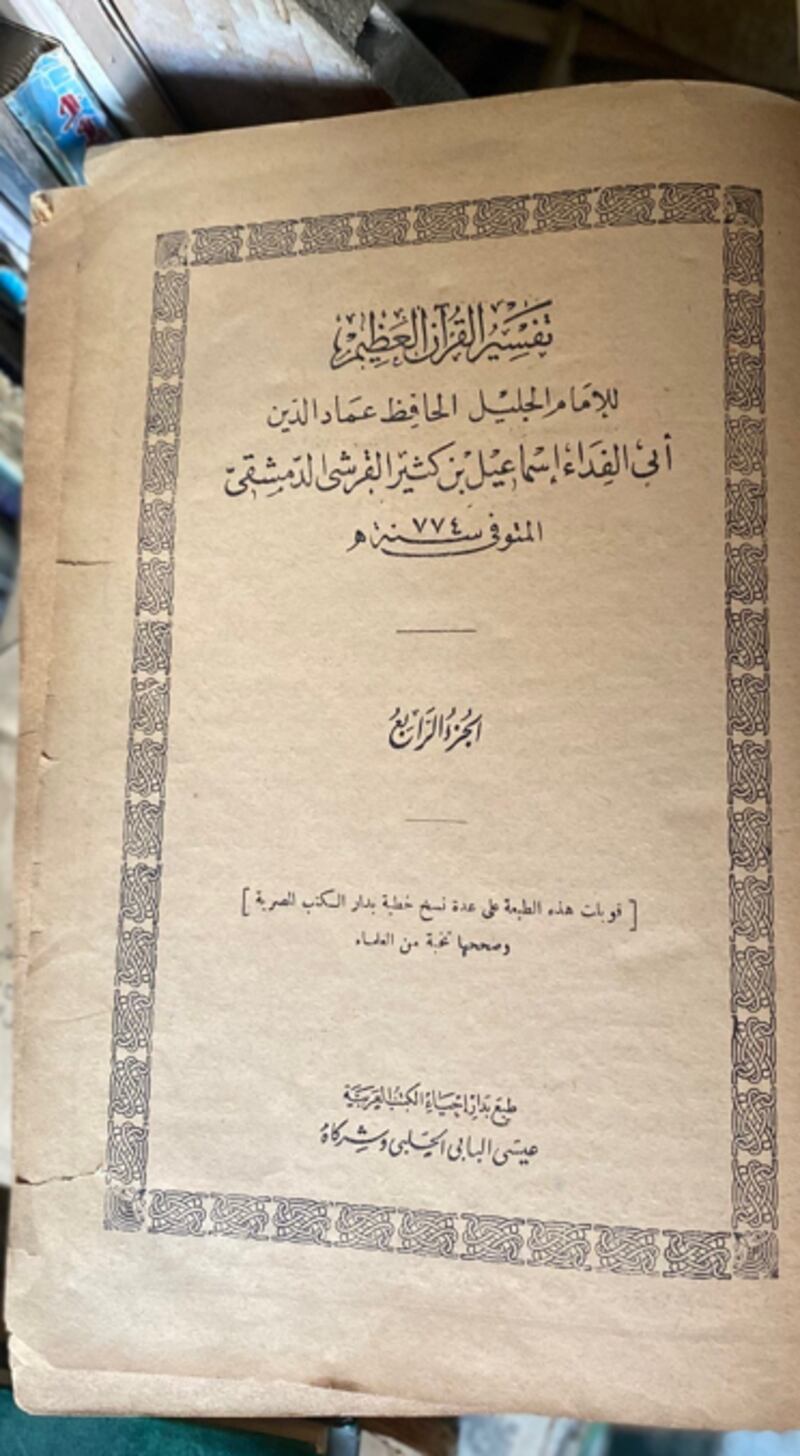 تفسير القرآن العظيم
للإمام الجليل الحافظ عماد الدين
أبي الفداء إسماعيل بن كثير القرشي الدمشقي
المتوفى سنة ٧٧٤ هـ
الجزء الرابع
[ قوبلت هذه الطبعة على عدة نسخ خطية بدار الكتب المصرية ]
وصححها نخبة من العلماء
طبع بدار إحياء الكتب العربية
عيسى البابي الحلبي وشركاه